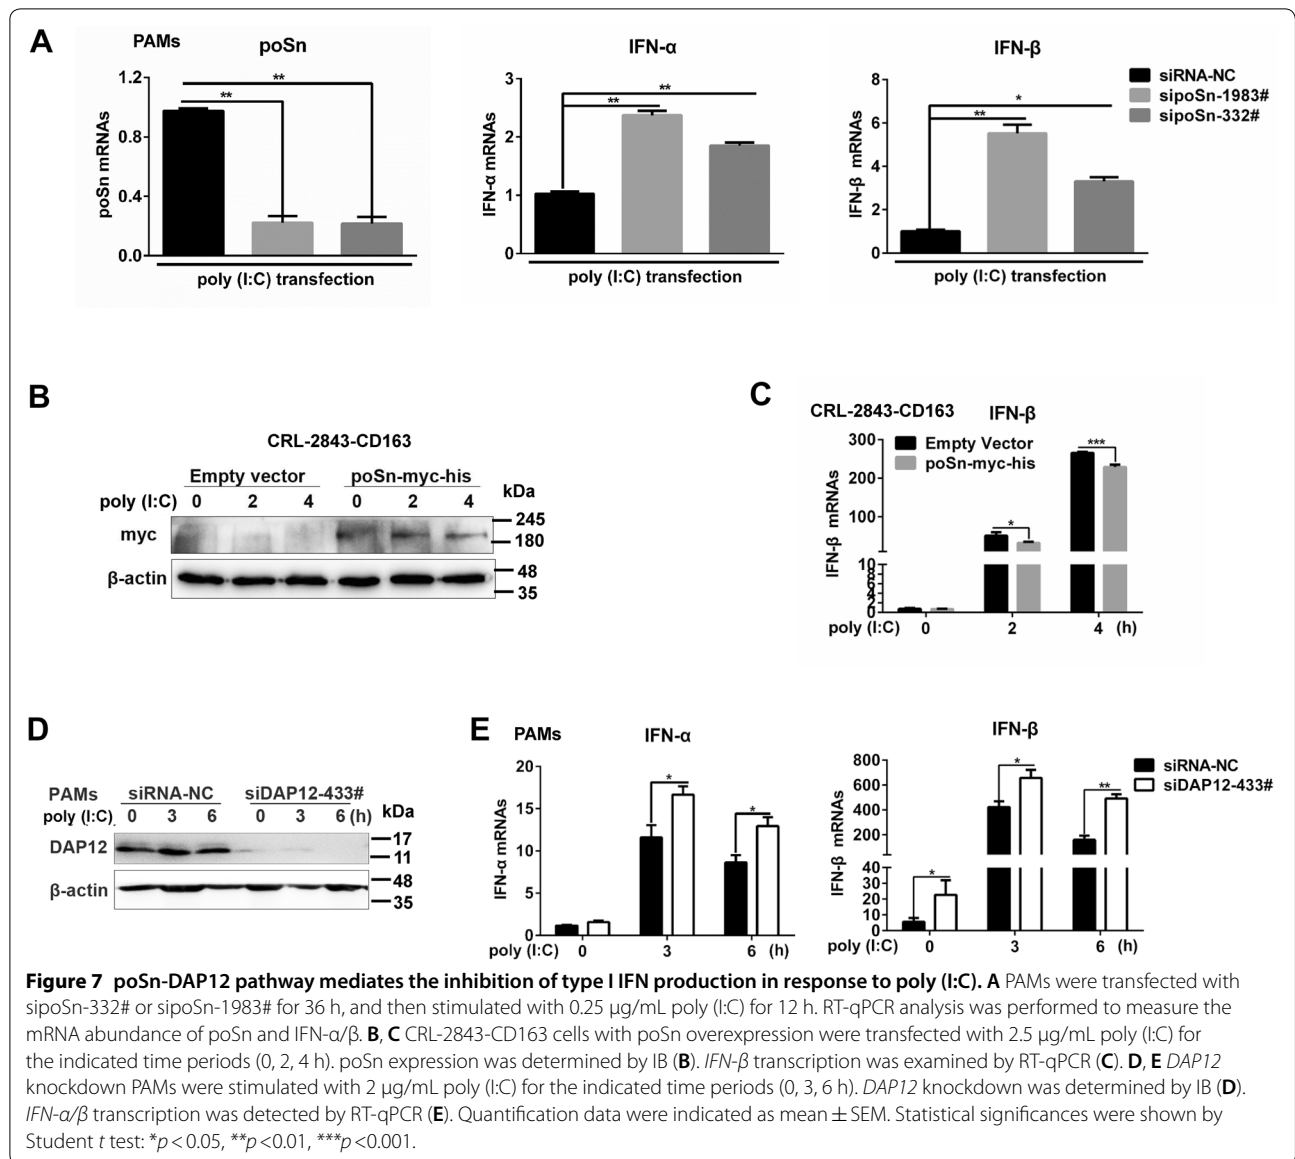 A
PAMs
poSn
IFN-α
IFN-β
siRNA-NC
sipoSn-1983#
sipoSn-332#
poSn mRNAs
1.2
0.8
0.4
0.0
**
**
poly (I:C) transfection
IFN-α mRNAs
3
2
1
0
**
**
poly (I:C) transfection
IFN-β mRNAs
8
6
4
2
0
*
**
poly (I:C) transfection
B
CRL-2843-CD163
Empty vector poSn-myc-his
poly (I:C) 0 2 4 0 2 4 kDa
myc
245
180
β-actin
48
35
C
CRL-2843-CD163 IFN-β
Empty Vector
poSn-myc-his
IFN-β mRNAs
300
200
100
10
8
6
4
2
0
*
***
poly (I:C) 0 2 4 (h)
D
PAMs siRNA-NC siDAP12-433#
poly (I:C) 0 3 6 0 3 6 (h) kDa
DAP12
17
11
β-actin
48
35
E
PAMs
IFN-α
IFN-α mRNAs
20
15
10
5
0
*
*
poly (I:C) 0 3 6 (h)
IFN-β
siRNA-NC
siDAP12-433#
IFN-β mRNAs
800
600
400
200
40
30
20
10
0
*
*
**
poly (I:C) 0 3 6 (h)
Figure 7 poSn-DAP12 pathway mediates the inhibition of type I IFN production in response to poly (I:C). A PAMs were transfected with
sipoSn-332# or sipoSn-1983# for 36 h, and then stimulated with 0.25 µg/mL poly (I:C) for 12 h. RT-qPCR analysis was performed to measure the
mRNA abundance of poSn and IFN-α/β. B, C CRL-2843-CD163 cells with poSn overexpression were transfected with 2.5 µg/mL poly (I:C) for
the indicated time periods (0, 2, 4 h). poSn expression was determined by IB (B). IFN-β transcription was examined by RT-qPCR (C). D, E DAP12
knockdown PAMs were stimulated with 2 µg/mL poly (I:C) for the indicated time periods (0, 3, 6 h). DAP12 knockdown was determined by IB (D).
IFN-α/β transcription was detected by RT-qPCR (E). Quantification data were indicated as mean ± SEM. Statistical significances were shown by
Student t test: *p < 0.05, **p < 0.01, ***p < 0.001.